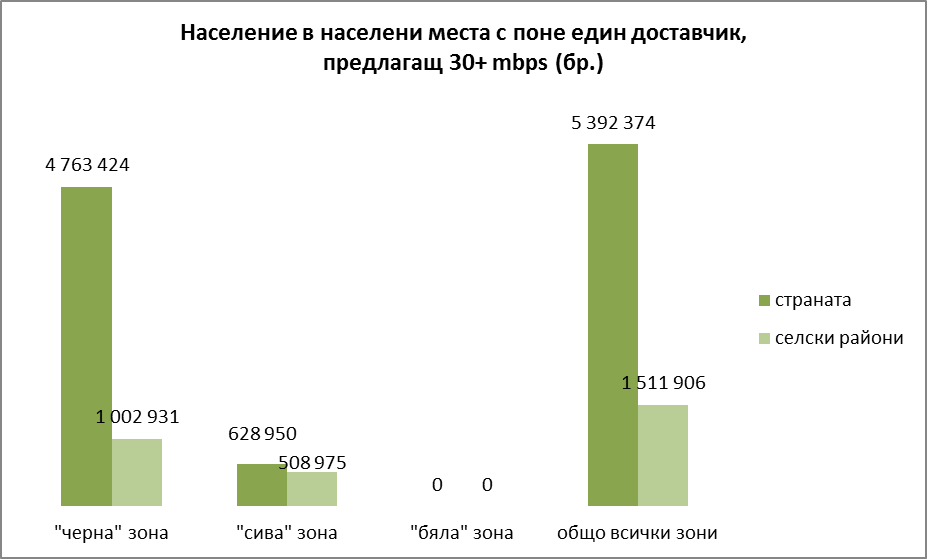 Население в населени места с поне един доставчик,
предлагащ 30+ mbps (бр.)
5 392 374
4 763 424
1 511 906
1 002 931
628 950
508 975
0 0
страната
селски райони
"черна" зона "сива" зона "бяла" зона общо всички зони